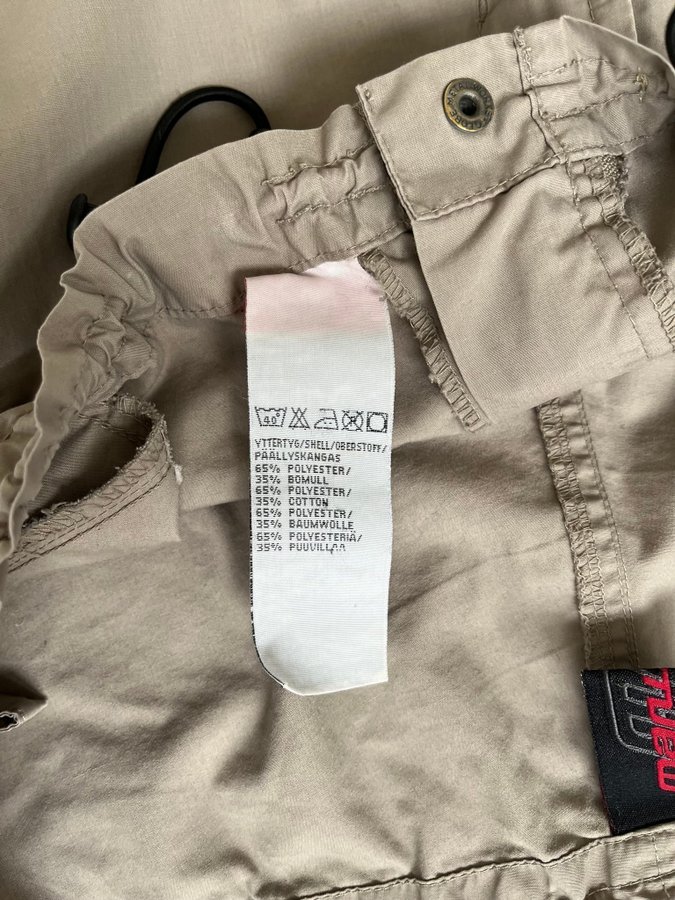 METAL
40°
YTTERTYG/SHELL/OBERSTOFF/
PÄÄLLYSKANGAS
65% POLYESTER/
35% BOMULL
65% POLYESTER/
35% COTTON
65% POLYESTER/
35% BAUMWOLLE
65% POLYESTERIÄ/
35% PUUVILLAA